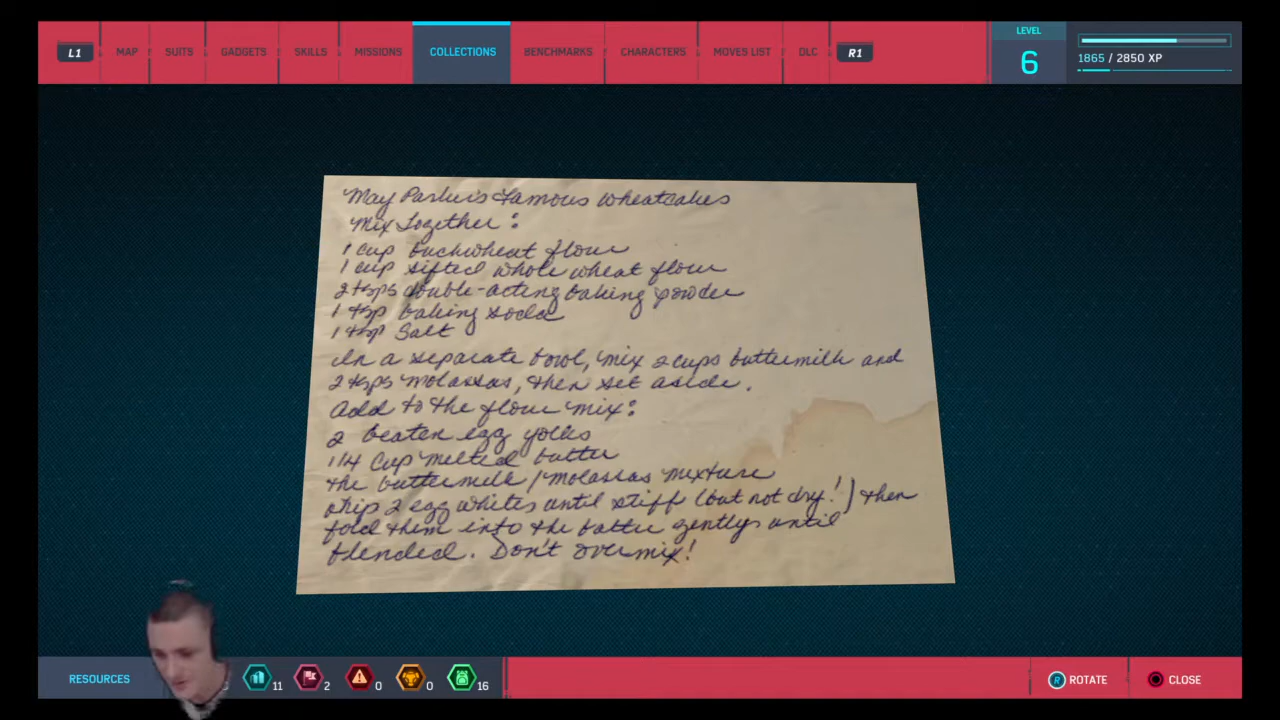 L1 MAP SUITS GADGETS SKILLS MISSIONS COLLECTIONS BENCHMARKS CHARACTERS MOVES LIST DLC R1
LEVEL
6
1865 / 2850 XP
May Parker's Famous Wheatcakes
Mix Together:
1 cup buckwheat flour
1 cup sifted whole wheat flour
2 tsps double-acting baking powder
1 tsp baking soda
1 tsp Salt
In a separate bowl, mix 2 cups buttermilk and
2 tsps molassas, then set aside.
Add to the flour mix:
2 beaten egg yolks
1/4 cup melted butter
the buttermilk/molassas mixture
Whip 2 egg whites until stiff (but not dry!) then
fold them into the batter gently until
blended. Don't overmix!
RESOURCES 11 2 0 0 16
R ROTATE CLOSE